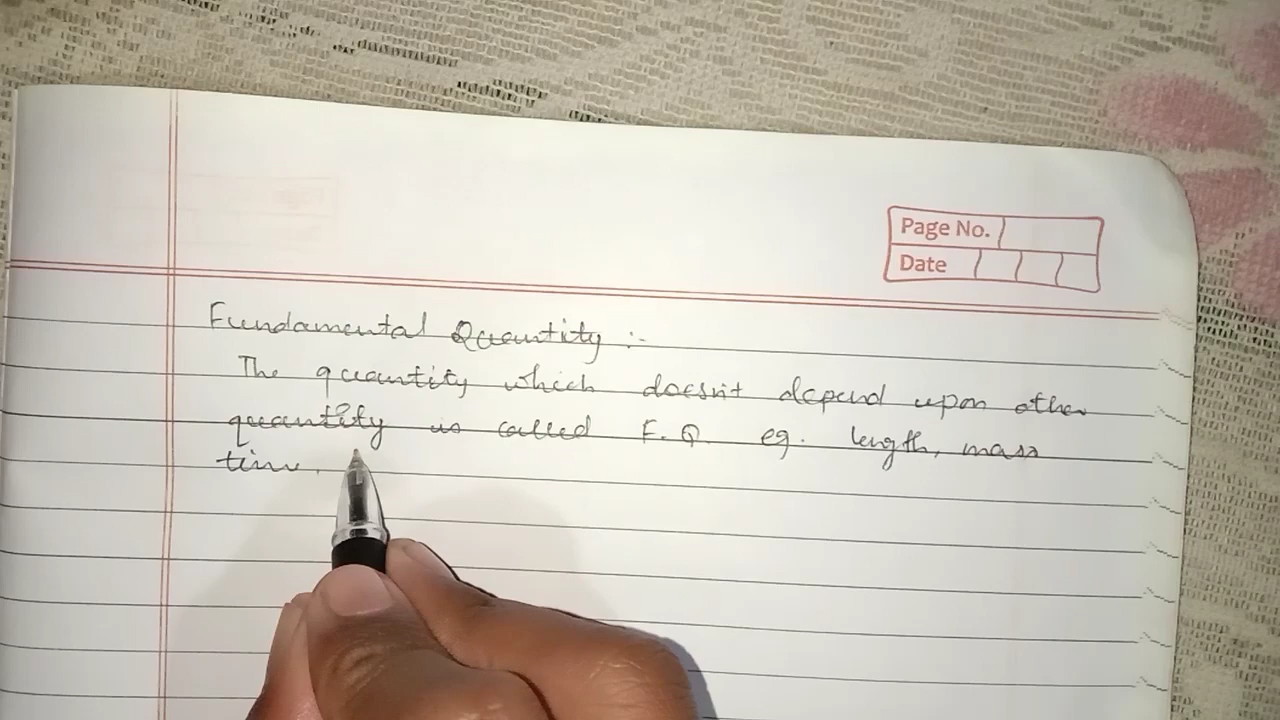 Page No.
Date
Fundamental Quantity :-
The quantity which doesn't depend upon other
quantity is called F.Q. eg. length, mass
time.